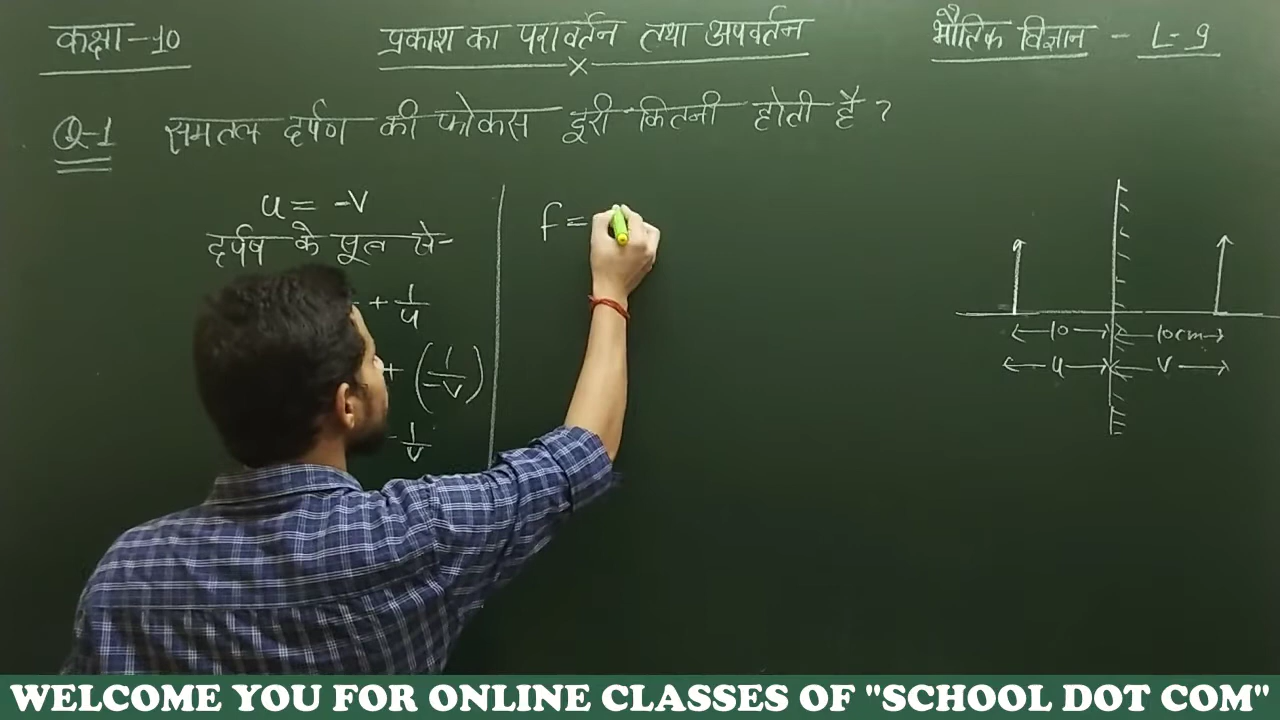 कक्षा-10
प्रकाश का परावर्तन तथा अपवर्तन
भौतिक विज्ञान - L-9
Q-1 समतल दर्पण की फोकस दूरी कितनी होती है ?
u = -v
दर्पण के सूत्र से-
+ 1/u
+ (1/-v)
- 1/v
f =
10
10cm
u
v
WELCOME YOU FOR ONLINE CLASSES OF "SCHOOL DOT COM"